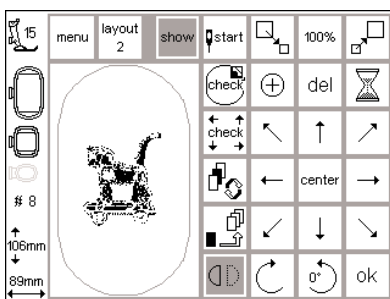 15
menu
layout
2
show
start
100%
check
del
check
center
# 8
106mm
89mm
0°
ok